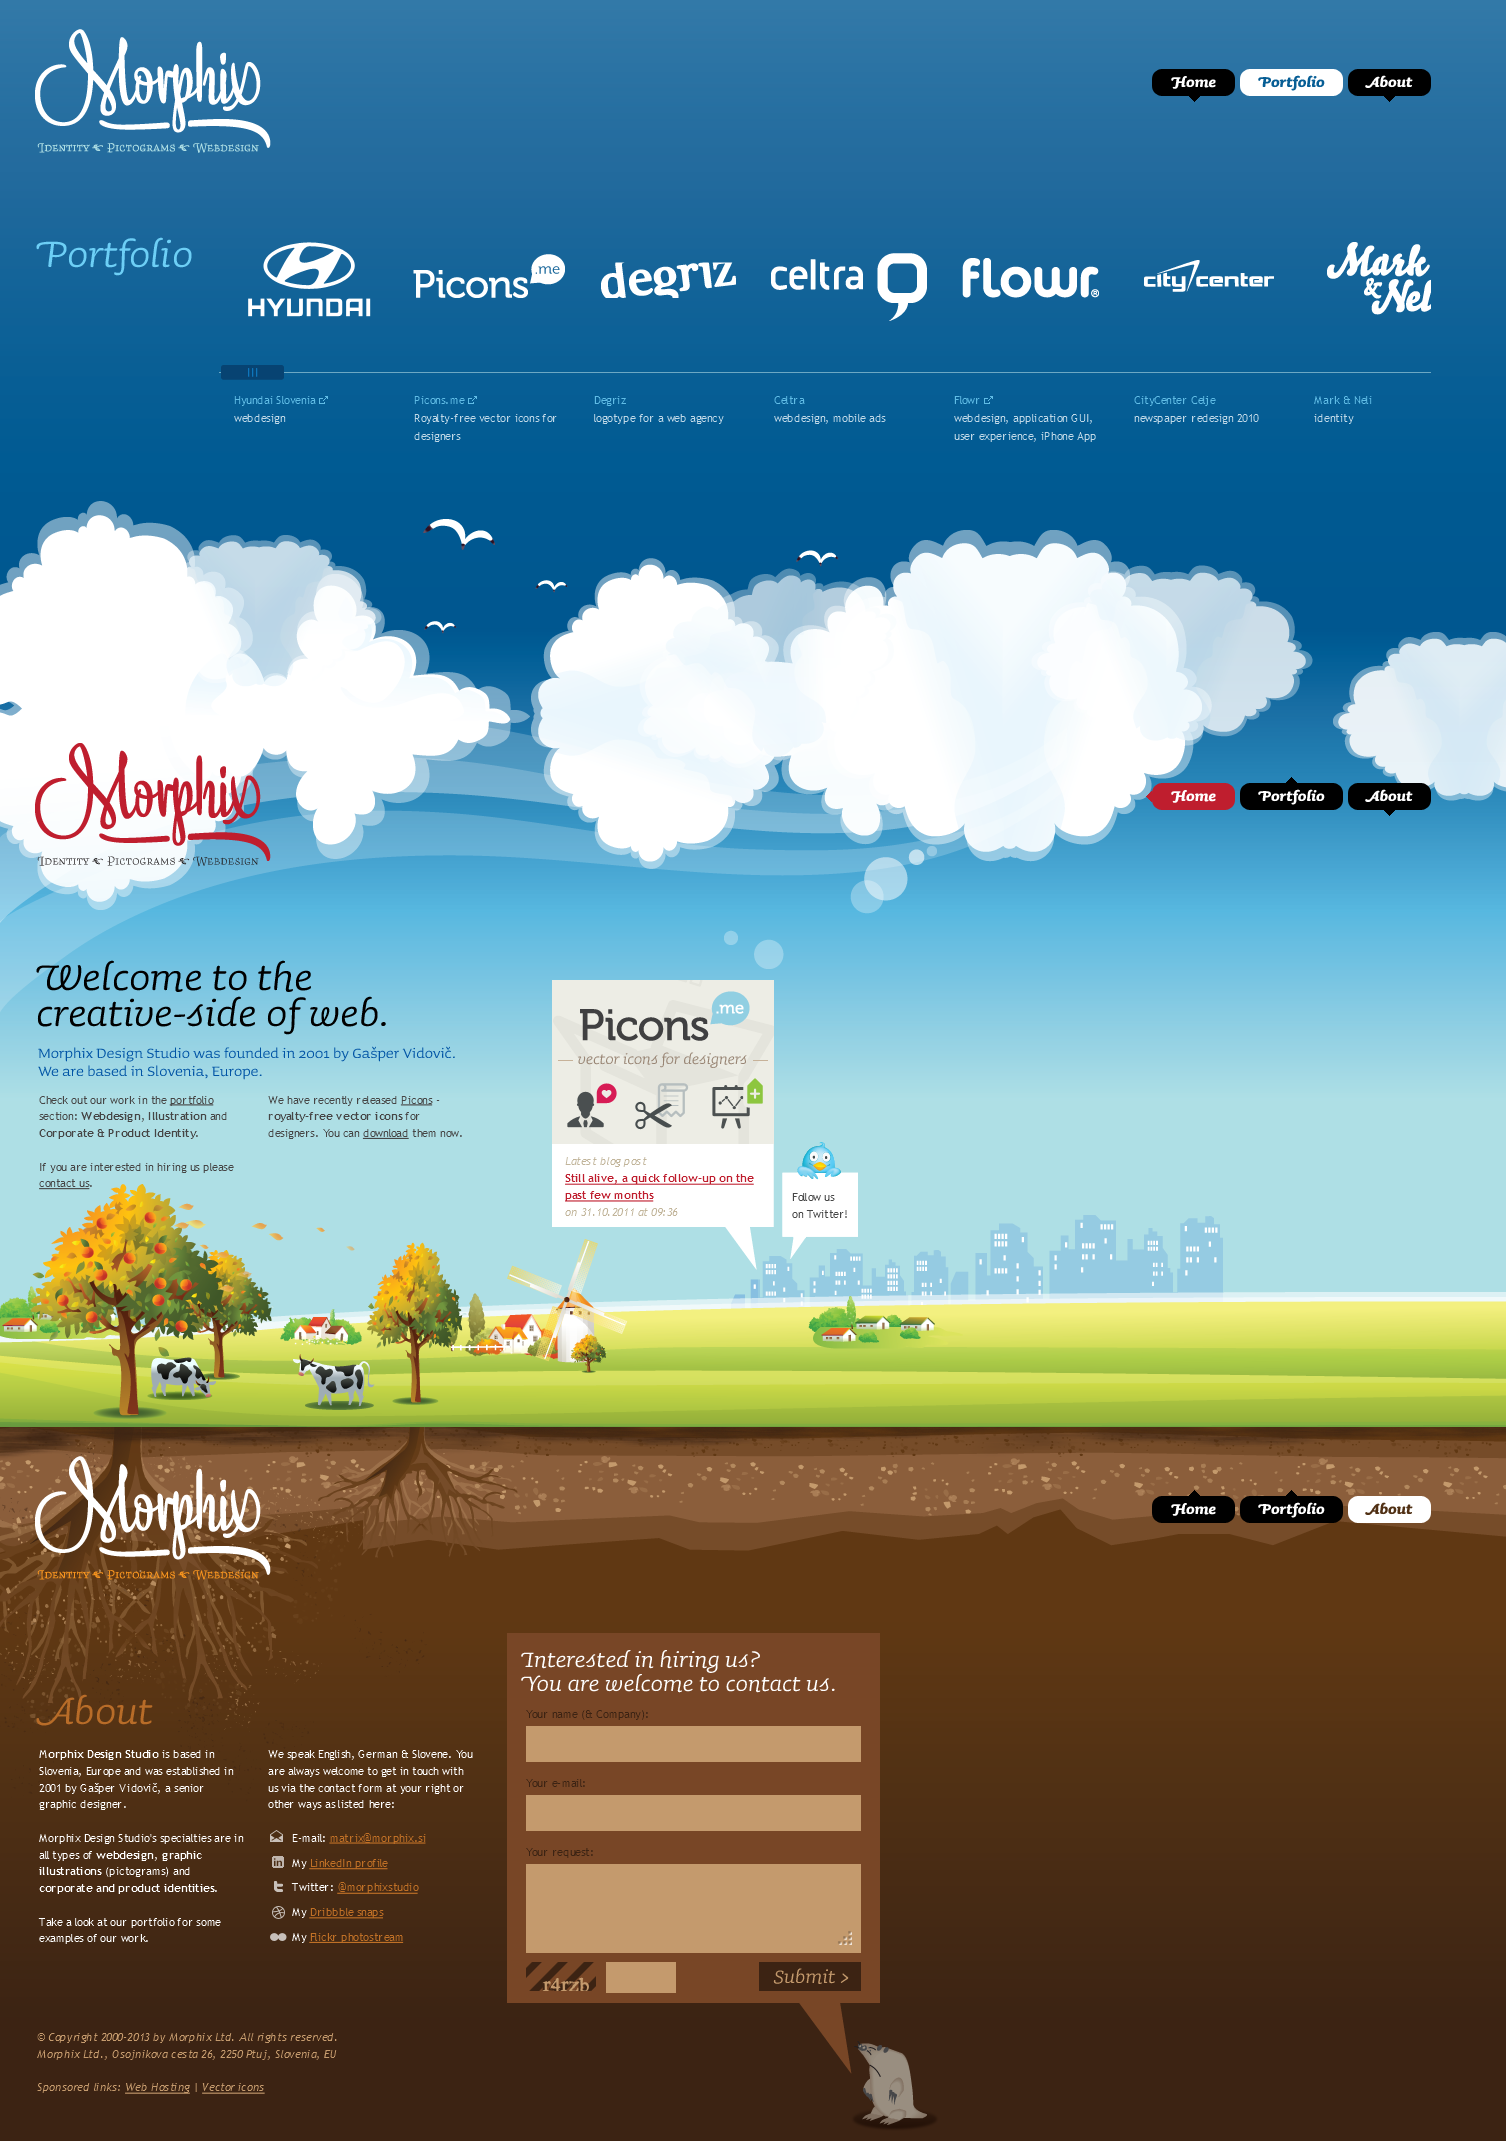 Morphix
Identity Pictograms Webdesign
Home Portfolio About
Portfolio
HYUNDAI
Picons .me
degriz
celtra
flowr®
city center
Mark & Nel
Hyundai Slovenia
webdesign
Picons.me
Royalty-free vector icons for
designers
Degriz
logotype for a web agency
Celtra
webdesign, mobile ads
Flowr
webdesign, application GUI,
user experience, iPhone App
CityCenter Celje
newspaper redesign 2010
Mark & Neli
identity
Morphix
Identity Pictograms Webdesign
Home Portfolio About
Welcome to the
creative-side of web.
Morphix Design Studio was founded in 2001 by Gašper Vidovič.
We are based in Slovenia, Europe.
Check out our work in the portfolio
section: Webdesign, Illustration and
Corporate & Product Identity.
If you are interested in hiring us please
contact us.
We have recently released Picons -
royalty-free vector icons for
designers. You can download them now.
Picons .me
vector icons for designers
Latest blog post
Still alive, a quick follow-up on the
past few months
on 31.10.2011 at 09:36
Follow us
on Twitter!
Morphix
Identity Pictograms Webdesign
Home Portfolio About
About
Morphix Design Studio is based in
Slovenia, Europe and was established in
2001 by Gašper Vidovič, a senior
graphic designer.
Morphix Design Studio's specialties are in
all types of webdesign, graphic
illustrations (pictograms) and
corporate and product identities.
Take a look at our portfolio for some
examples of our work.
We speak English, German & Slovene. You
are always welcome to get in touch with
us via the contact form at your right or
other ways as listed here:
E-mail: matrix@morphix.si
My LinkedIn profile
Twitter: @morphixstudio
My Dribbble snaps
My Flickr photostream
Interested in hiring us?
You are welcome to contact us.
Your name (& Company):
Your e-mail:
Your request:
r4rzb
Submit >
© Copyright 2000-2013 by Morphix Ltd. All rights reserved.
Morphix Ltd., Osojnikova cesta 26, 2250 Ptuj, Slovenia, EU
Sponsored links: Web Hosting | Vector icons